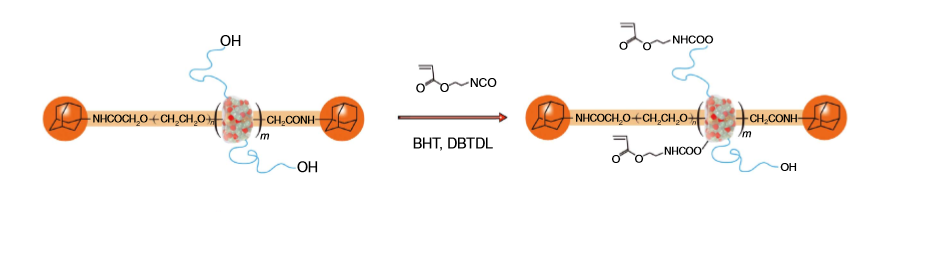 OH
NHCOCH₂O-(-CH₂CH₂O-)ₙ ( )ₘ CH₂CONH
OH
O O NCO
BHT, DBTDL
O O NHCOO
NHCOCH₂O-(-CH₂CH₂O-)ₙ ( )ₘ CH₂CONH
O O NHCOO
OH